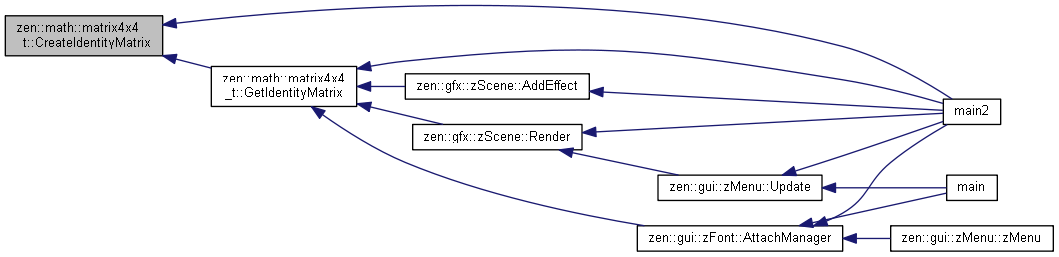 zen::math::matrix4x4
_t::CreateIdentityMatrix
zen::math::matrix4x4
_t::GetIdentityMatrix
zen::gfx::zScene::AddEffect
main2
zen::gfx::zScene::Render
zen::gui::zMenu::Update
main
zen::gui::zFont::AttachManager
zen::gui::zMenu::zMenu